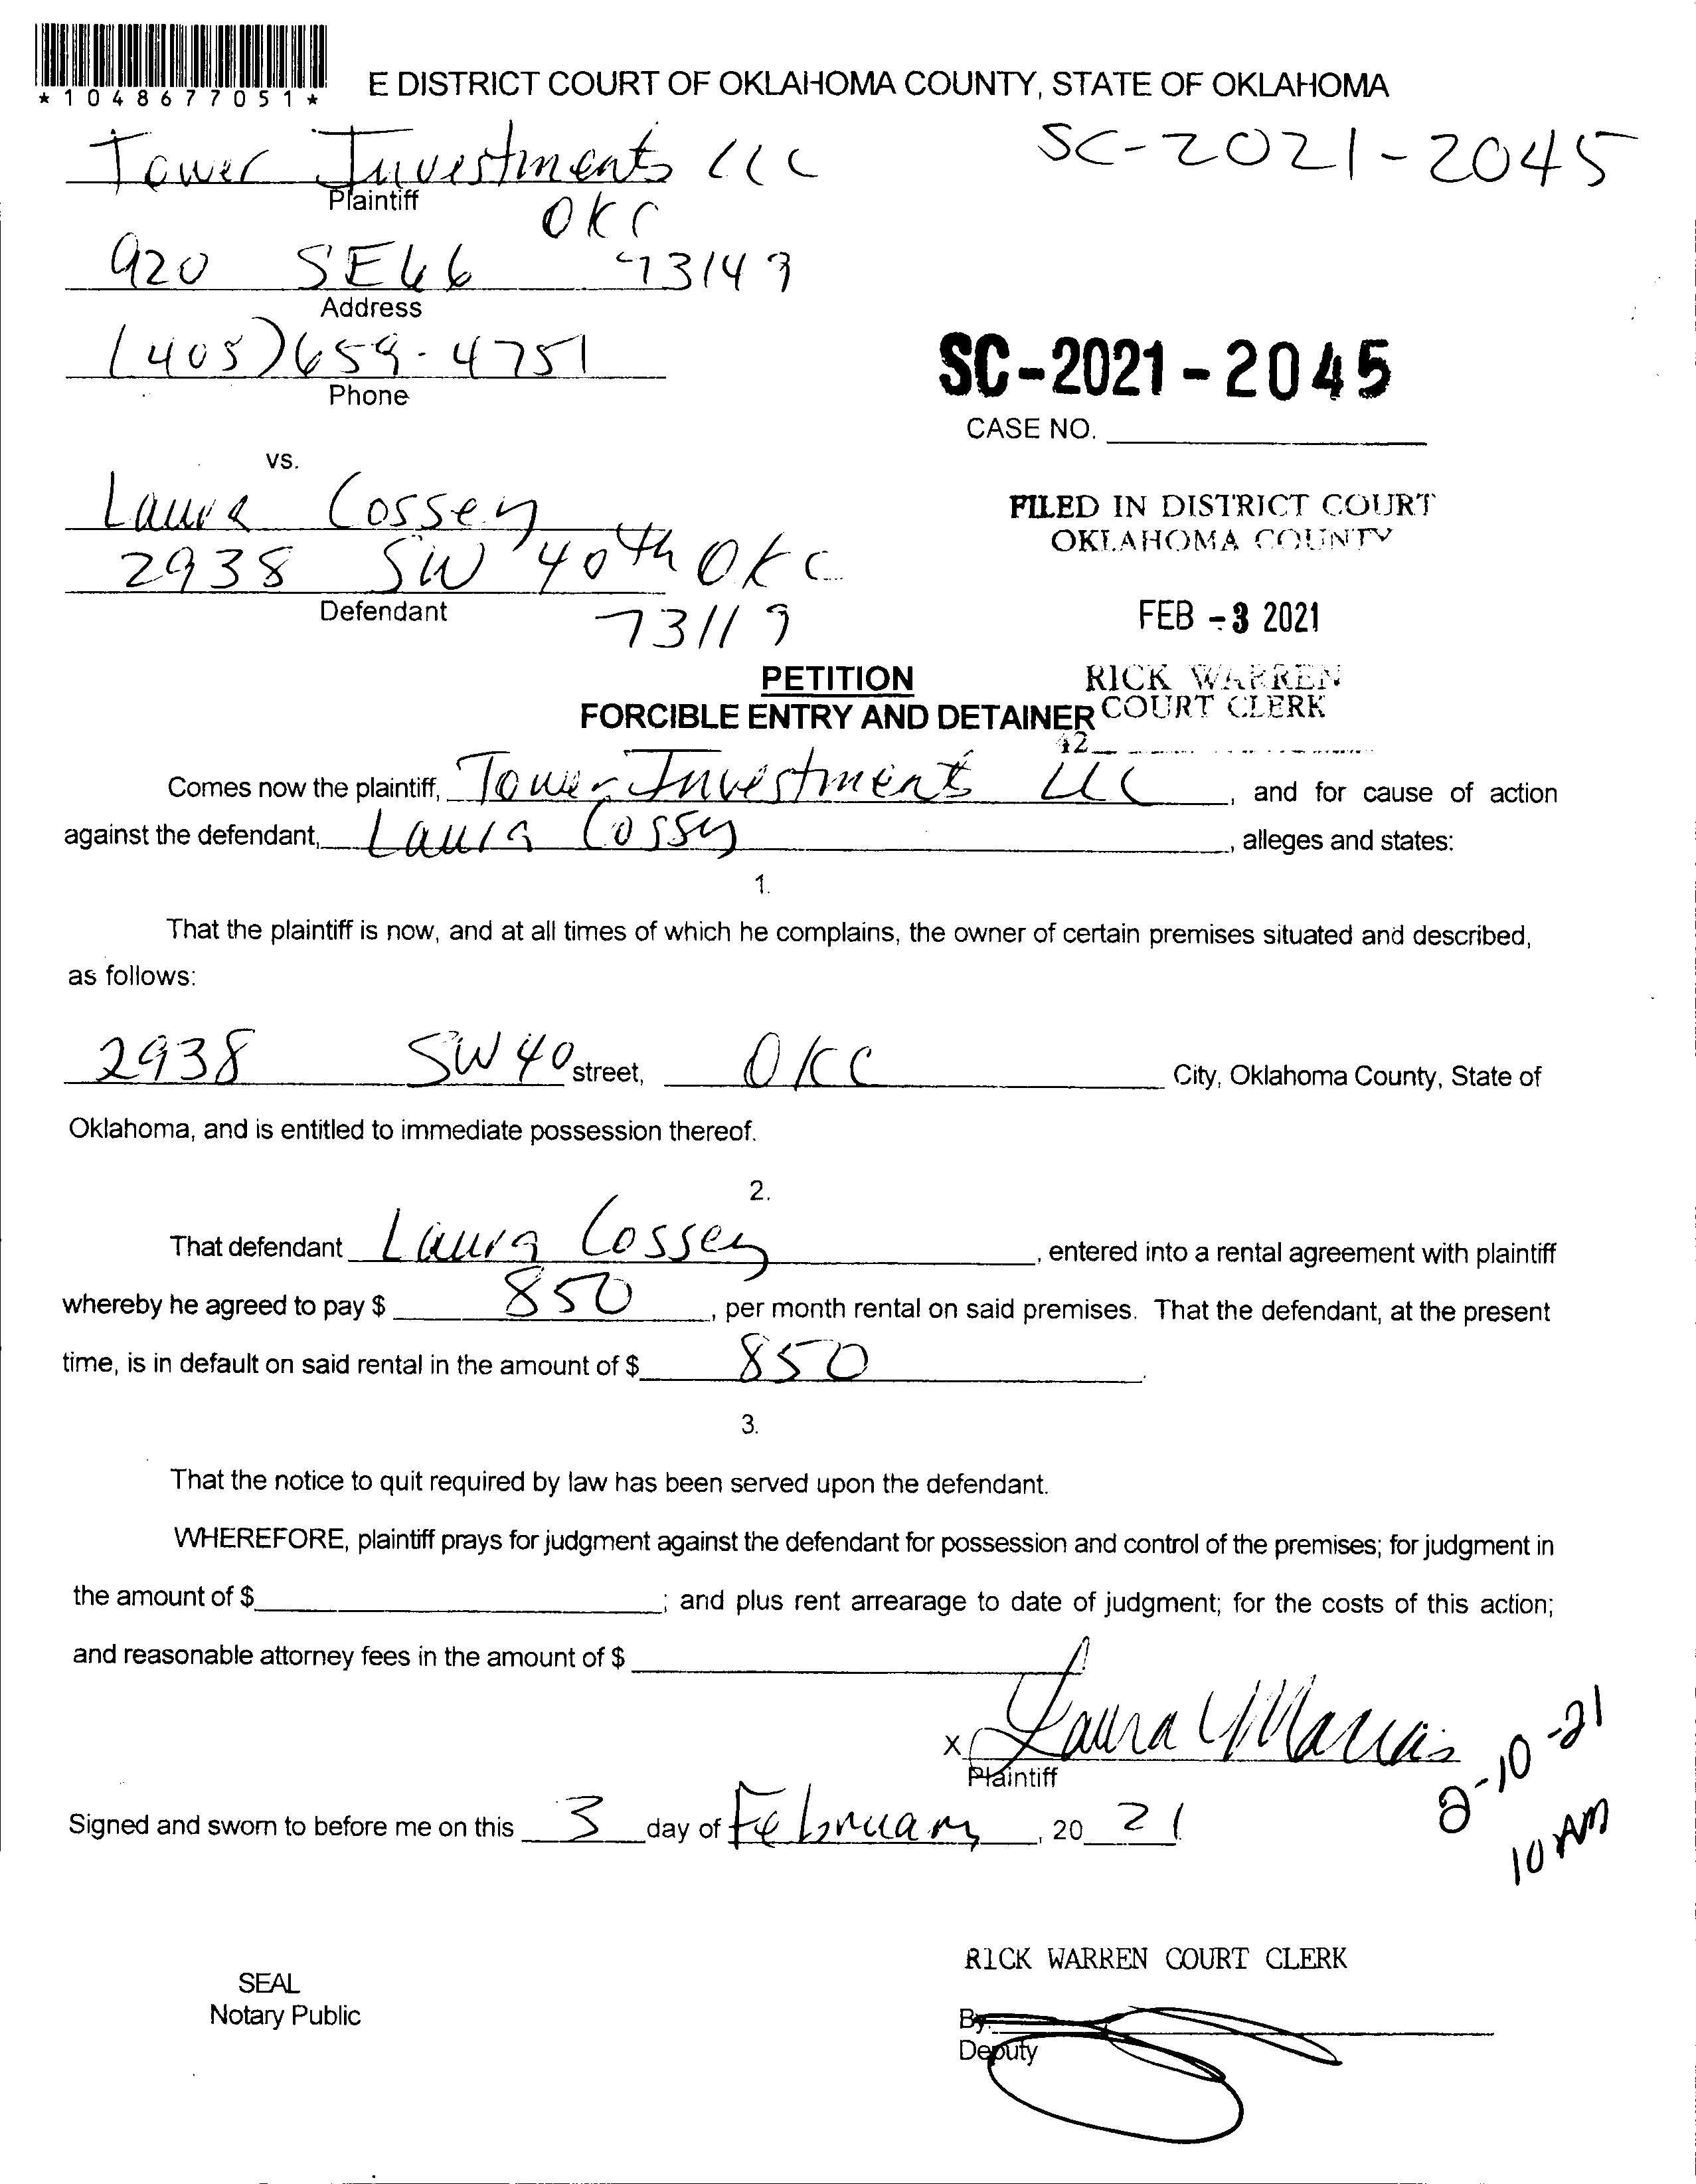 *1048677051*
E DISTRICT COURT OF OKLAHOMA COUNTY, STATE OF OKLAHOMA
Tower Investments LLC
SC-2021-2045
Plaintiff
OKC
920 SE 66 73149
Address
(405) 659-4751
Phone
SC-2021-2045
CASE NO.
vs.
Laura Cossey
2938 SW 40th OKC
Defendant
73119
FILED IN DISTRICT COURT
OKLAHOMA COUNTY
FEB -3 2021
PETITION
RICK WARREN
FORCIBLE ENTRY AND DETAINER
COURT CLERK
42
Comes now the plaintiff, Tower Investments LLC, and for cause of action
against the defendant, Laura Cossy, alleges and states:
1.
That the plaintiff is now, and at all times of which he complains, the owner of certain premises situated and described,
as follows:
2938 SW 40 street, OKC City, Oklahoma County, State of
Oklahoma, and is entitled to immediate possession thereof.
2.
That defendant Laura Cossey, entered into a rental agreement with plaintiff
whereby he agreed to pay $ 850, per month rental on said premises. That the defendant, at the present
time, is in default on said rental in the amount of $ 850.
3.
That the notice to quit required by law has been served upon the defendant.
WHEREFORE, plaintiff prays for judgment against the defendant for possession and control of the premises; for judgment in
the amount of $ ; and plus rent arrearage to date of judgment; for the costs of this action;
and reasonable attorney fees in the amount of $
x Laura
Plaintiff
2-10-21
10 AM
Signed and sworn to before me on this 3 day of February, 20 21
RICK WARREN COURT CLERK
SEAL
Notary Public
By:
Deputy